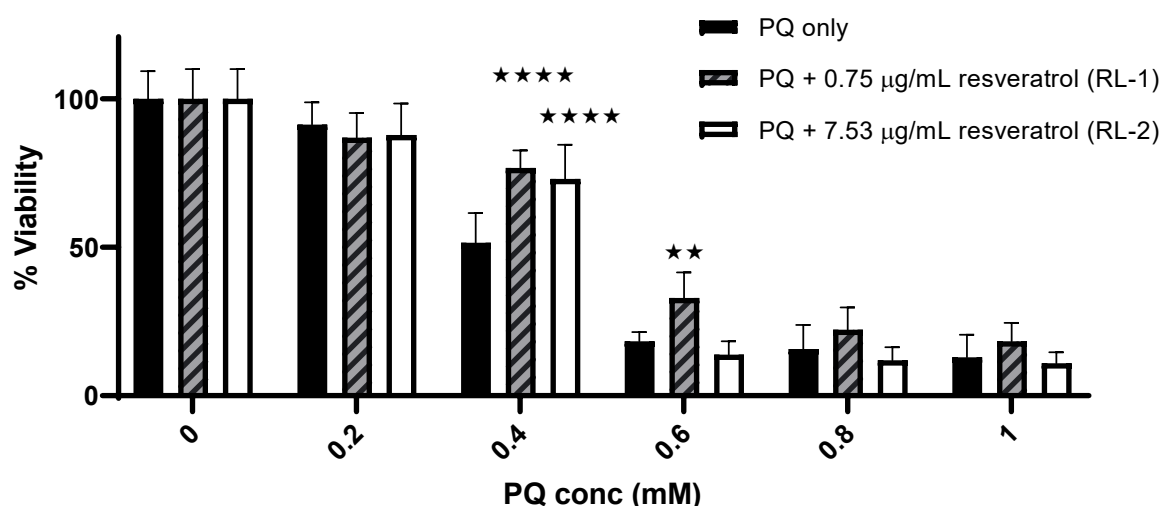 PQ only
PQ + 0.75 μg/mL resveratrol (RL-1)
PQ + 7.53 μg/mL resveratrol (RL-2)
★★★★
★★★★
★★
% Viability
100
50
0
0 0.2 0.4 0.6 0.8 1
PQ conc (mM)